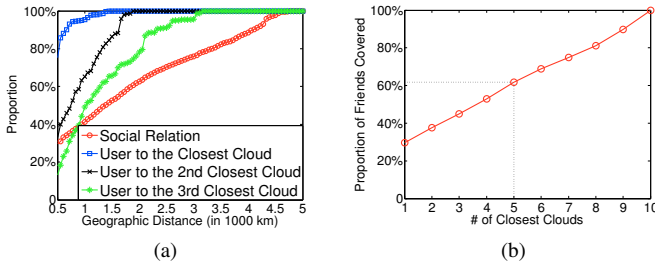 100%
80%
60%
40%
20%
0
Proportion
Social Relation
User to the Closest Cloud
User to the 2nd Closest Cloud
User to the 3rd Closest Cloud
0.5 1 1.5 2 2.5 3 3.5 4 4.5 5
Geographic Distance (in 1000 km)
(a)
100%
80%
60%
40%
20%
0
Proportion of Friends Covered
1 2 3 4 5 6 7 8 9 10
# of Closest Clouds
(b)